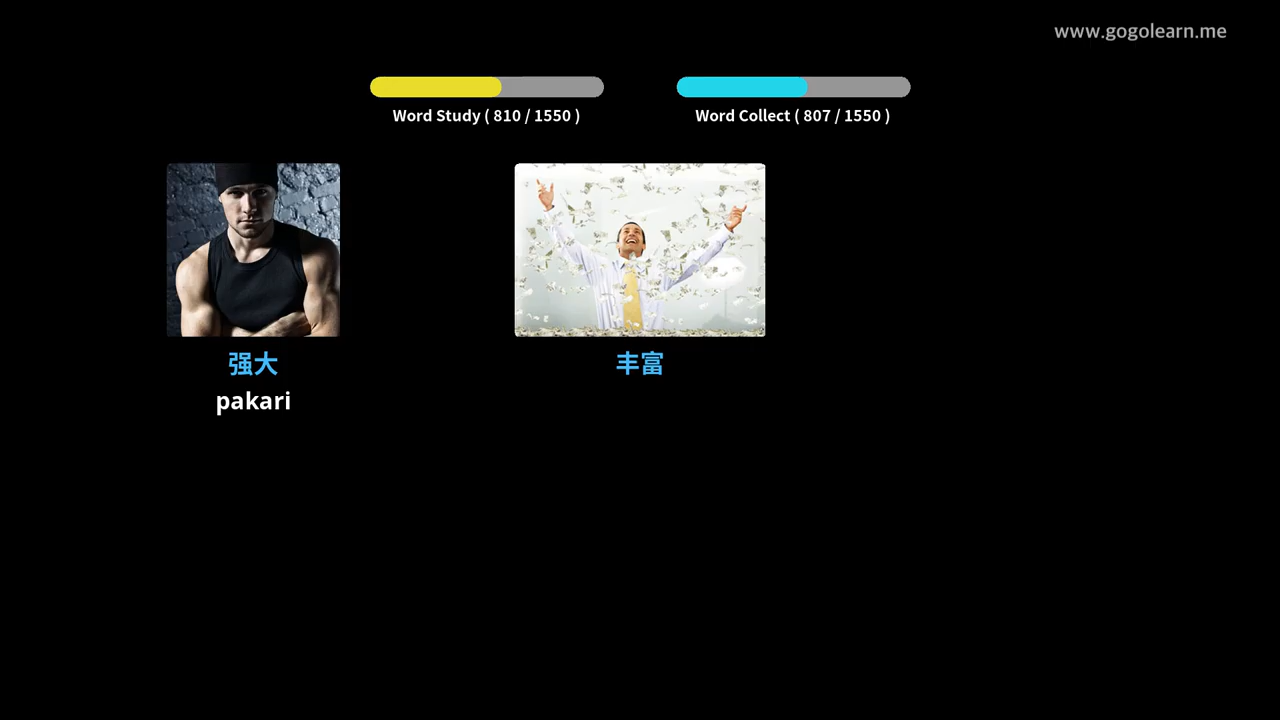 www.gogolearn.me
Word Study ( 810 / 1550 )
Word Collect ( 807 / 1550 )
强大
丰富
pakari